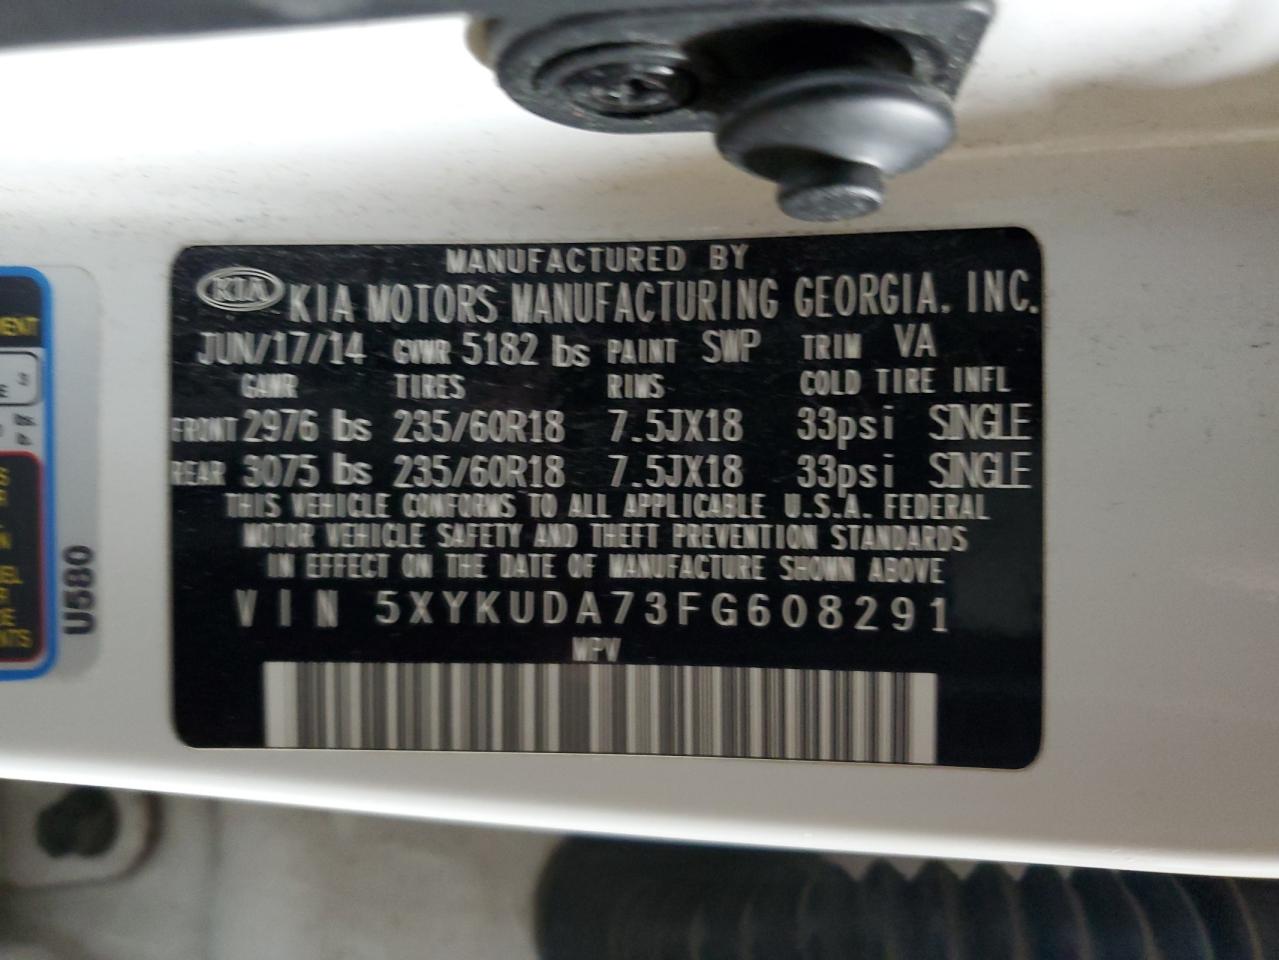 MANUFACTURED BY
KIA KIA MOTORS MANUFACTURING GEORGIA, INC.
JUN/17/14 GVWR 5182 lbs PAINT SWP TRIM VA
GAWR TIRES RIMS COLD TIRE INFL
FRONT 2976 lbs 235/60R18 7.5JX18 33psi SINGLE
REAR 3075 lbs 235/60R18 7.5JX18 33psi SINGLE
THIS VEHICLE CONFORMS TO ALL APPLICABLE U.S.A. FEDERAL
MOTOR VEHICLE SAFETY AND THEFT PREVENTION STANDARDS
IN EFFECT ON THE DATE OF MANUFACTURE SHOWN ABOVE
VIN 5XYKUDA73FG608291
MPV
U580